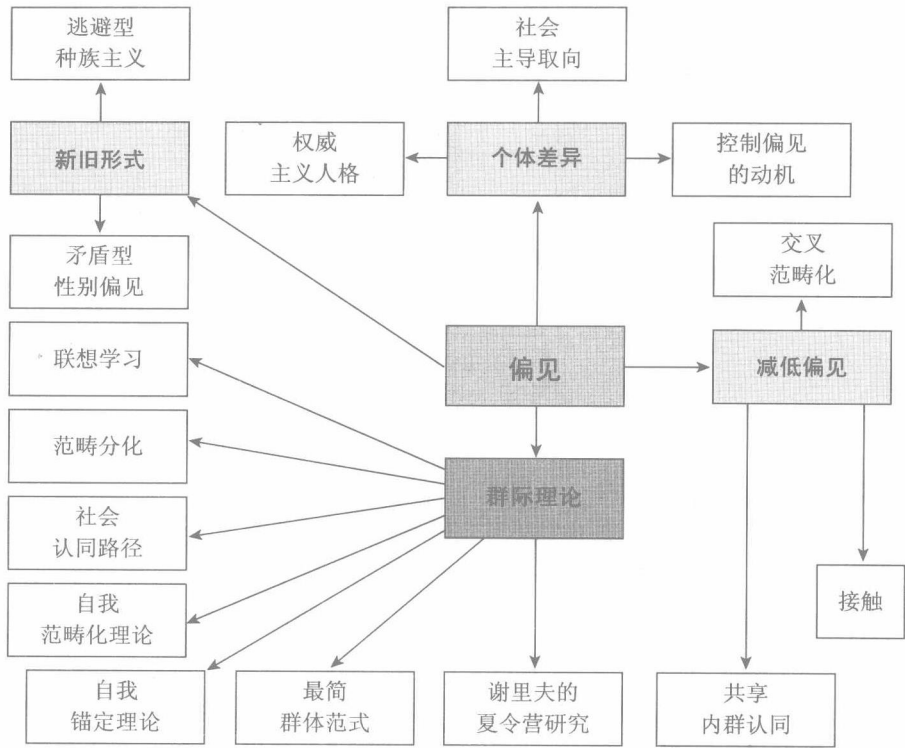 逃避型
种族主义
社会
主导取向
新旧形式
权威
主义人格
个体差异
控制偏见
的动机
矛盾型
性别偏见
交叉
范畴化
联想学习
偏见
减低偏见
范畴分化
群际理论
社会
认同路径
自我
范畴化理论
接触
自我
锚定理论
最简
群体范式
谢里夫的
夏令营研究
共享
内群认同